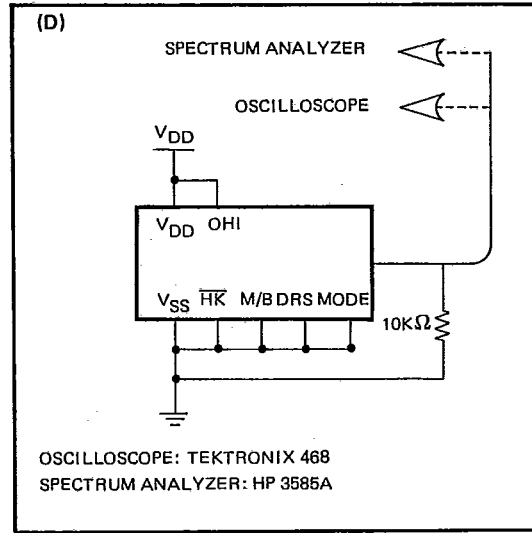 (D)
SPECTRUM ANALYZER
OSCILLOSCOPE
VDD
VDD OHI
VSS HK M/B DRS MODE
10KΩ
OSCILLOSCOPE: TEKTRONIX 468
SPECTRUM ANALYZER: HP 3585A